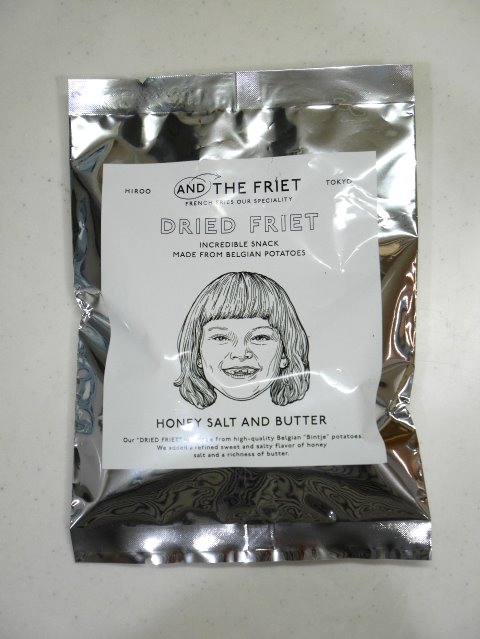 HIROO AND THE FRIET TOKYO
FRENCH FRIES OUR SPECIALITY
DRIED FRIET
INCREDIBLE SNACK
MADE FROM BELGIAN POTATOES
HONEY SALT AND BUTTER
Our "DRIED FRIET" from high-quality Belgian "Bintje" potatoes.
We added a refined sweet and salty flavor of honey
salt and a richness of butter.